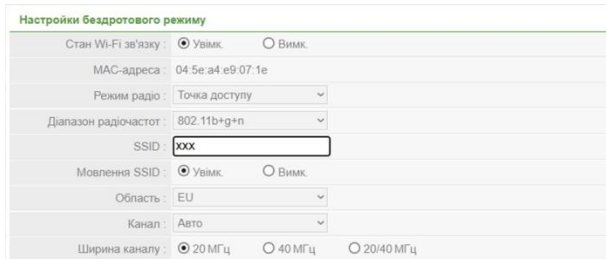 Настройки бездротового режиму
Стан Wi-Fi зв'язку : Увімк. Вимк.
MAC-адреса : 04:5e:a4:e9:07:1e
Режим радіо : Точка доступу
Діапазон радіочастот : 802.11b+g+n
SSID : xxx
Мовлення SSID : Увімк. Вимк.
Область : EU
Канал : Авто
Ширина каналу : 20 МГц 40 МГц 20/40 МГц